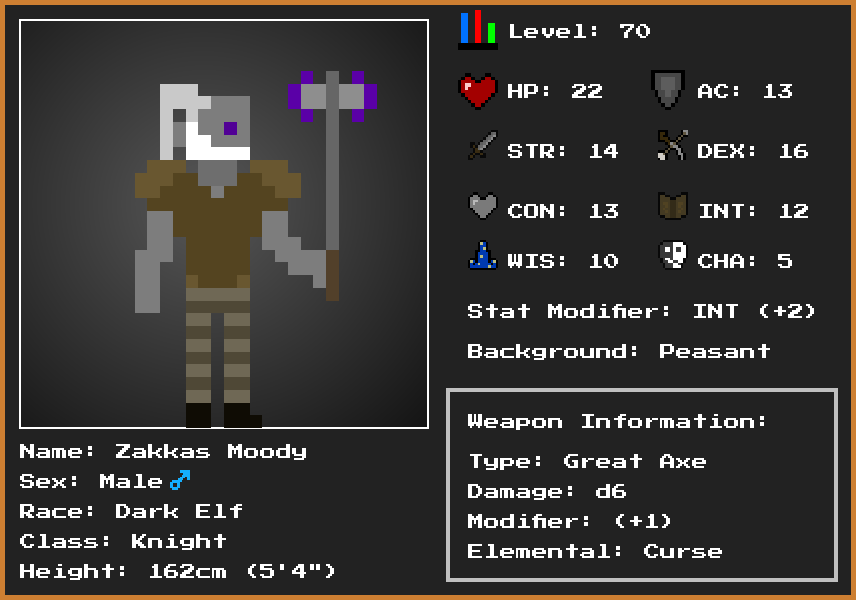 Level: 70
HP: 22
AC: 13
STR: 14
DEX: 16
CON: 13
INT: 12
WIS: 10
CHA: 5
Stat Modifier: INT (+2)
Background: Peasant
Name: Zakkas Moody
Sex: Male ♂
Race: Dark Elf
Class: Knight
Height: 162cm (5'4")
Weapon Information:
Type: Great Axe
Damage: d6
Modifier: (+1)
Elemental: Curse